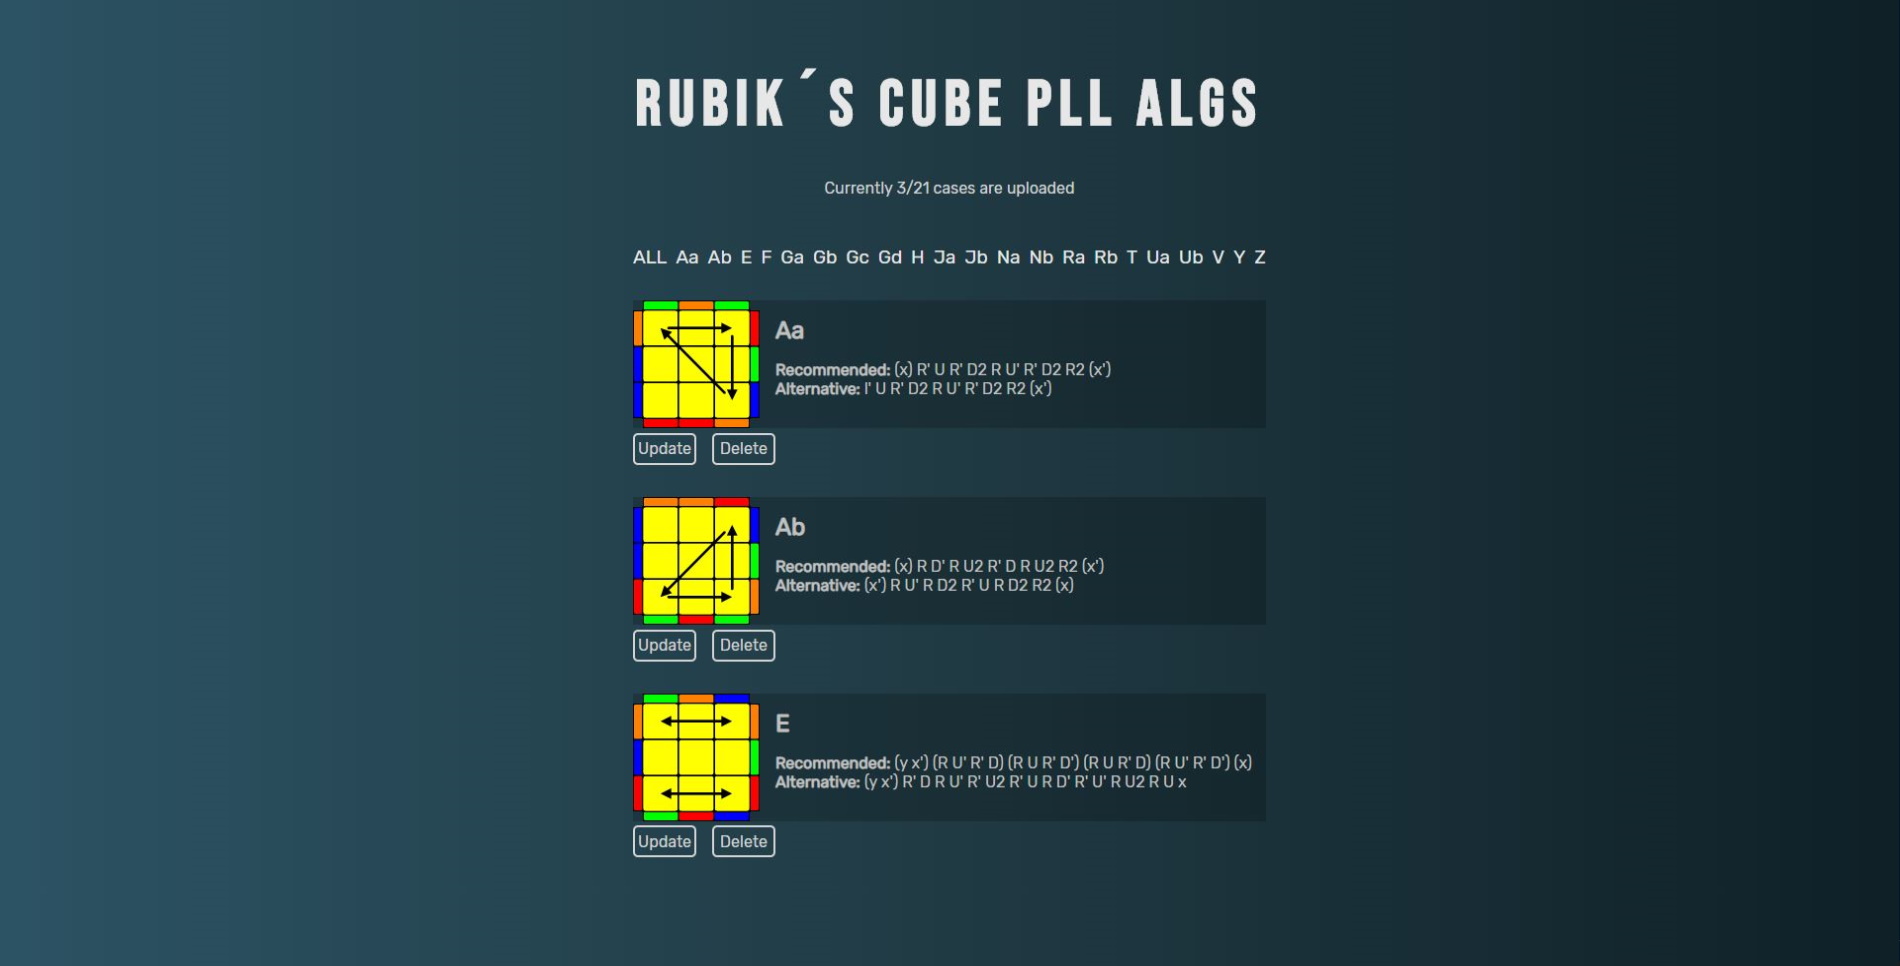 RUBIK´S CUBE PLL ALGS
Currently 3/21 cases are uploaded
ALL Aa Ab E F Ga Gb Gc Gd H Ja Jb Na Nb Ra Rb T Ua Ub V Y Z
Aa
Recommended: (x) R' U R' D2 R U' R' D2 R2 (x')
Alternative: l' U R' D2 R U' R' D2 R2 (x')
Update Delete
Ab
Recommended: (x) R D' R U2 R' D R U2 R2 (x')
Alternative: (x') R U' R D2 R' U R D2 R2 (x)
Update Delete
E
Recommended: (y x') (R U' R' D) (R U R' D') (R U R' D) (R U' R' D') (x)
Alternative: (y x') R' D R U' R' U2 R' U R D' R' U' R U2 R U x
Update Delete